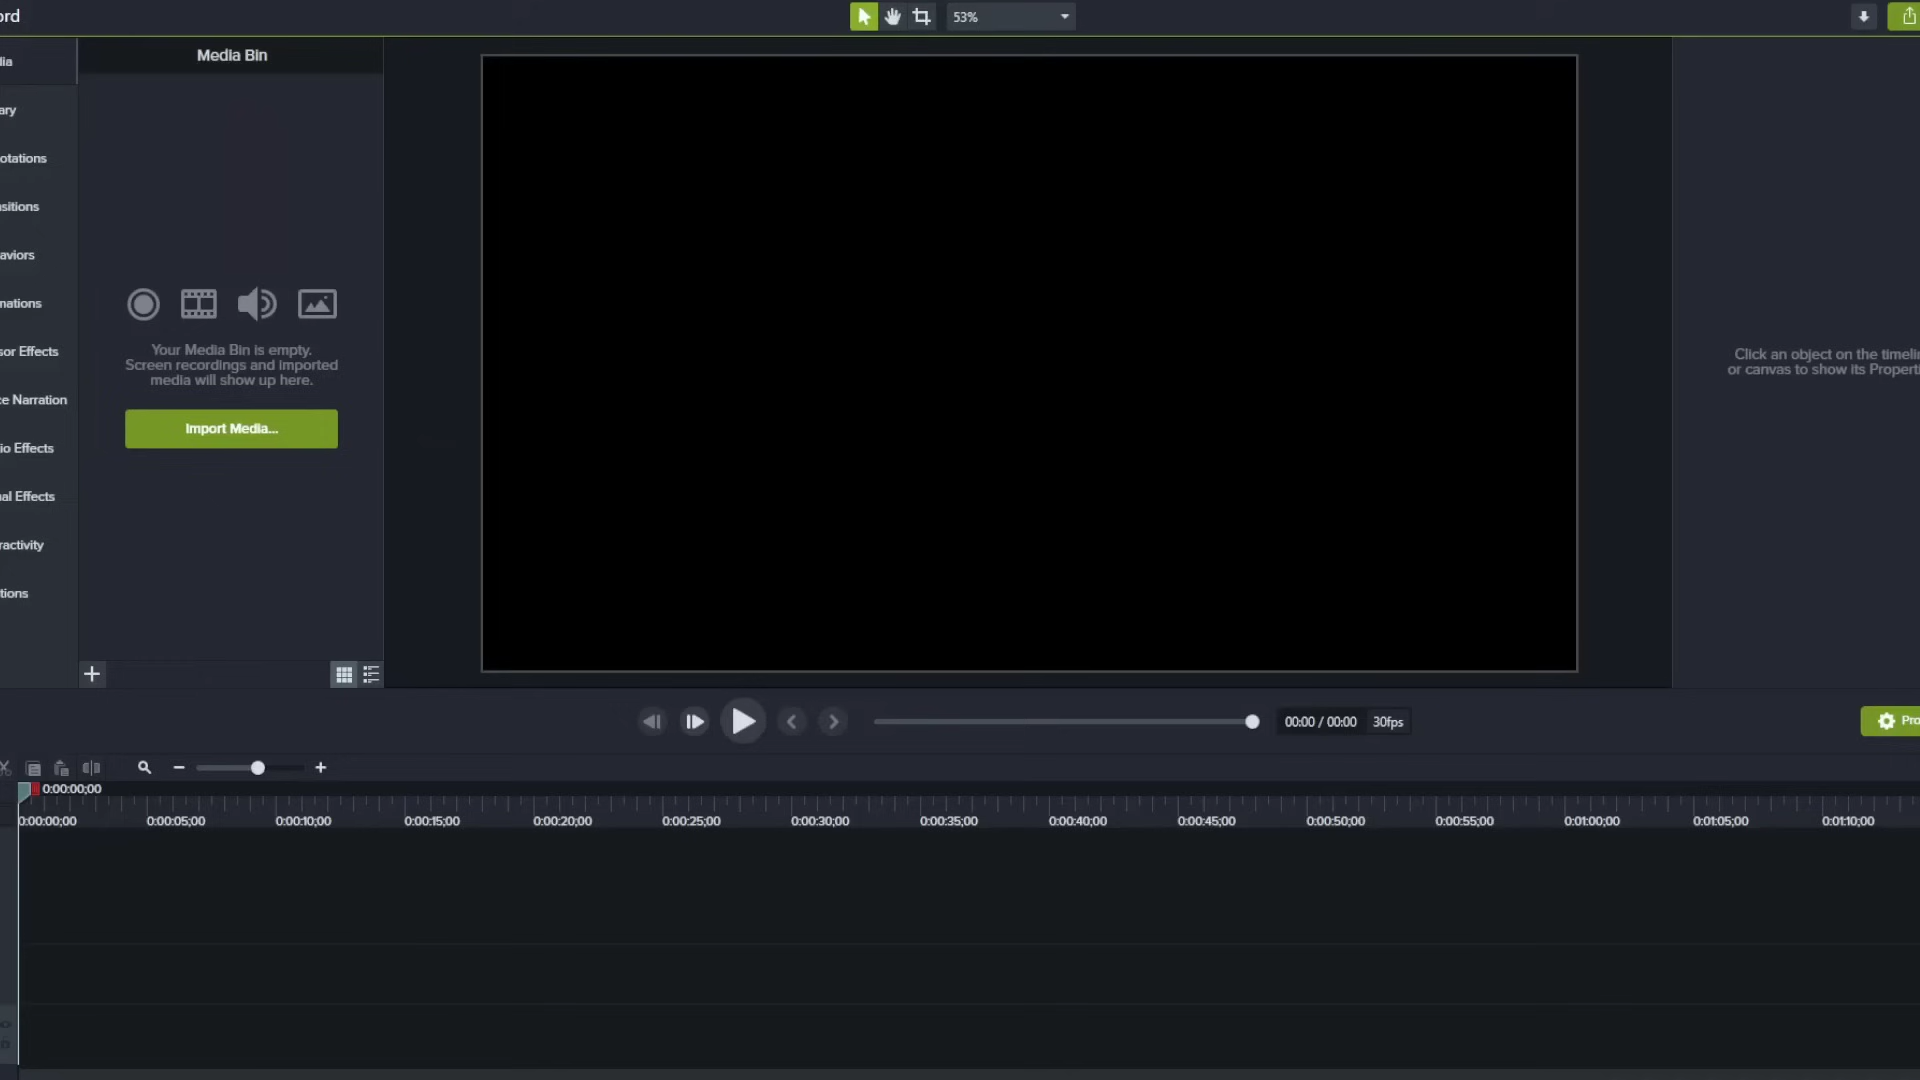 ord
53%
dia
Media Bin
ary
otations
sitions
aviors
mations
sor Effects
ce Narration
io Effects
al Effects
ractivity
tions
Your Media Bin is empty.
Screen recordings and imported
media will show up here.
Import Media...
Click an object on the timelin
or canvas to show its Properti
00:00 / 00:00
30fps
Pro
0:00:00;00
0:00:00;00
0:00:05;00
0:00:10;00
0:00:15;00
0:00:20;00
0:00:25;00
0:00:30;00
0:00:35;00
0:00:40;00
0:00:45;00
0:00:50;00
0:00:55;00
0:01:00;00
0:01:05;00
0:01:10;00